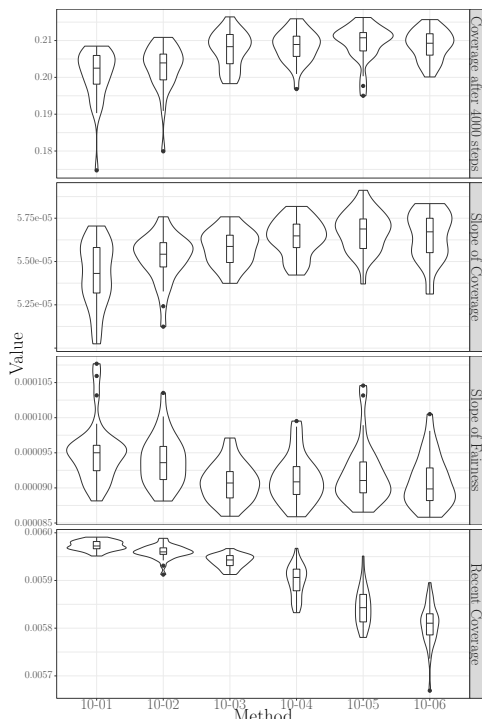 Value
0.21
0.20
0.19
0.18
Coverage after 4000 steps
5.75e-05
5.50e-05
5.25e-05
Slope of Coverage
0.000105
0.000100
0.000095
0.000090
0.000085
Slope of Fairness
0.0060
0.0059
0.0058
0.0057
Recent Coverage
10-01 10-02 10-03 10-04 10-05 10-06
Method